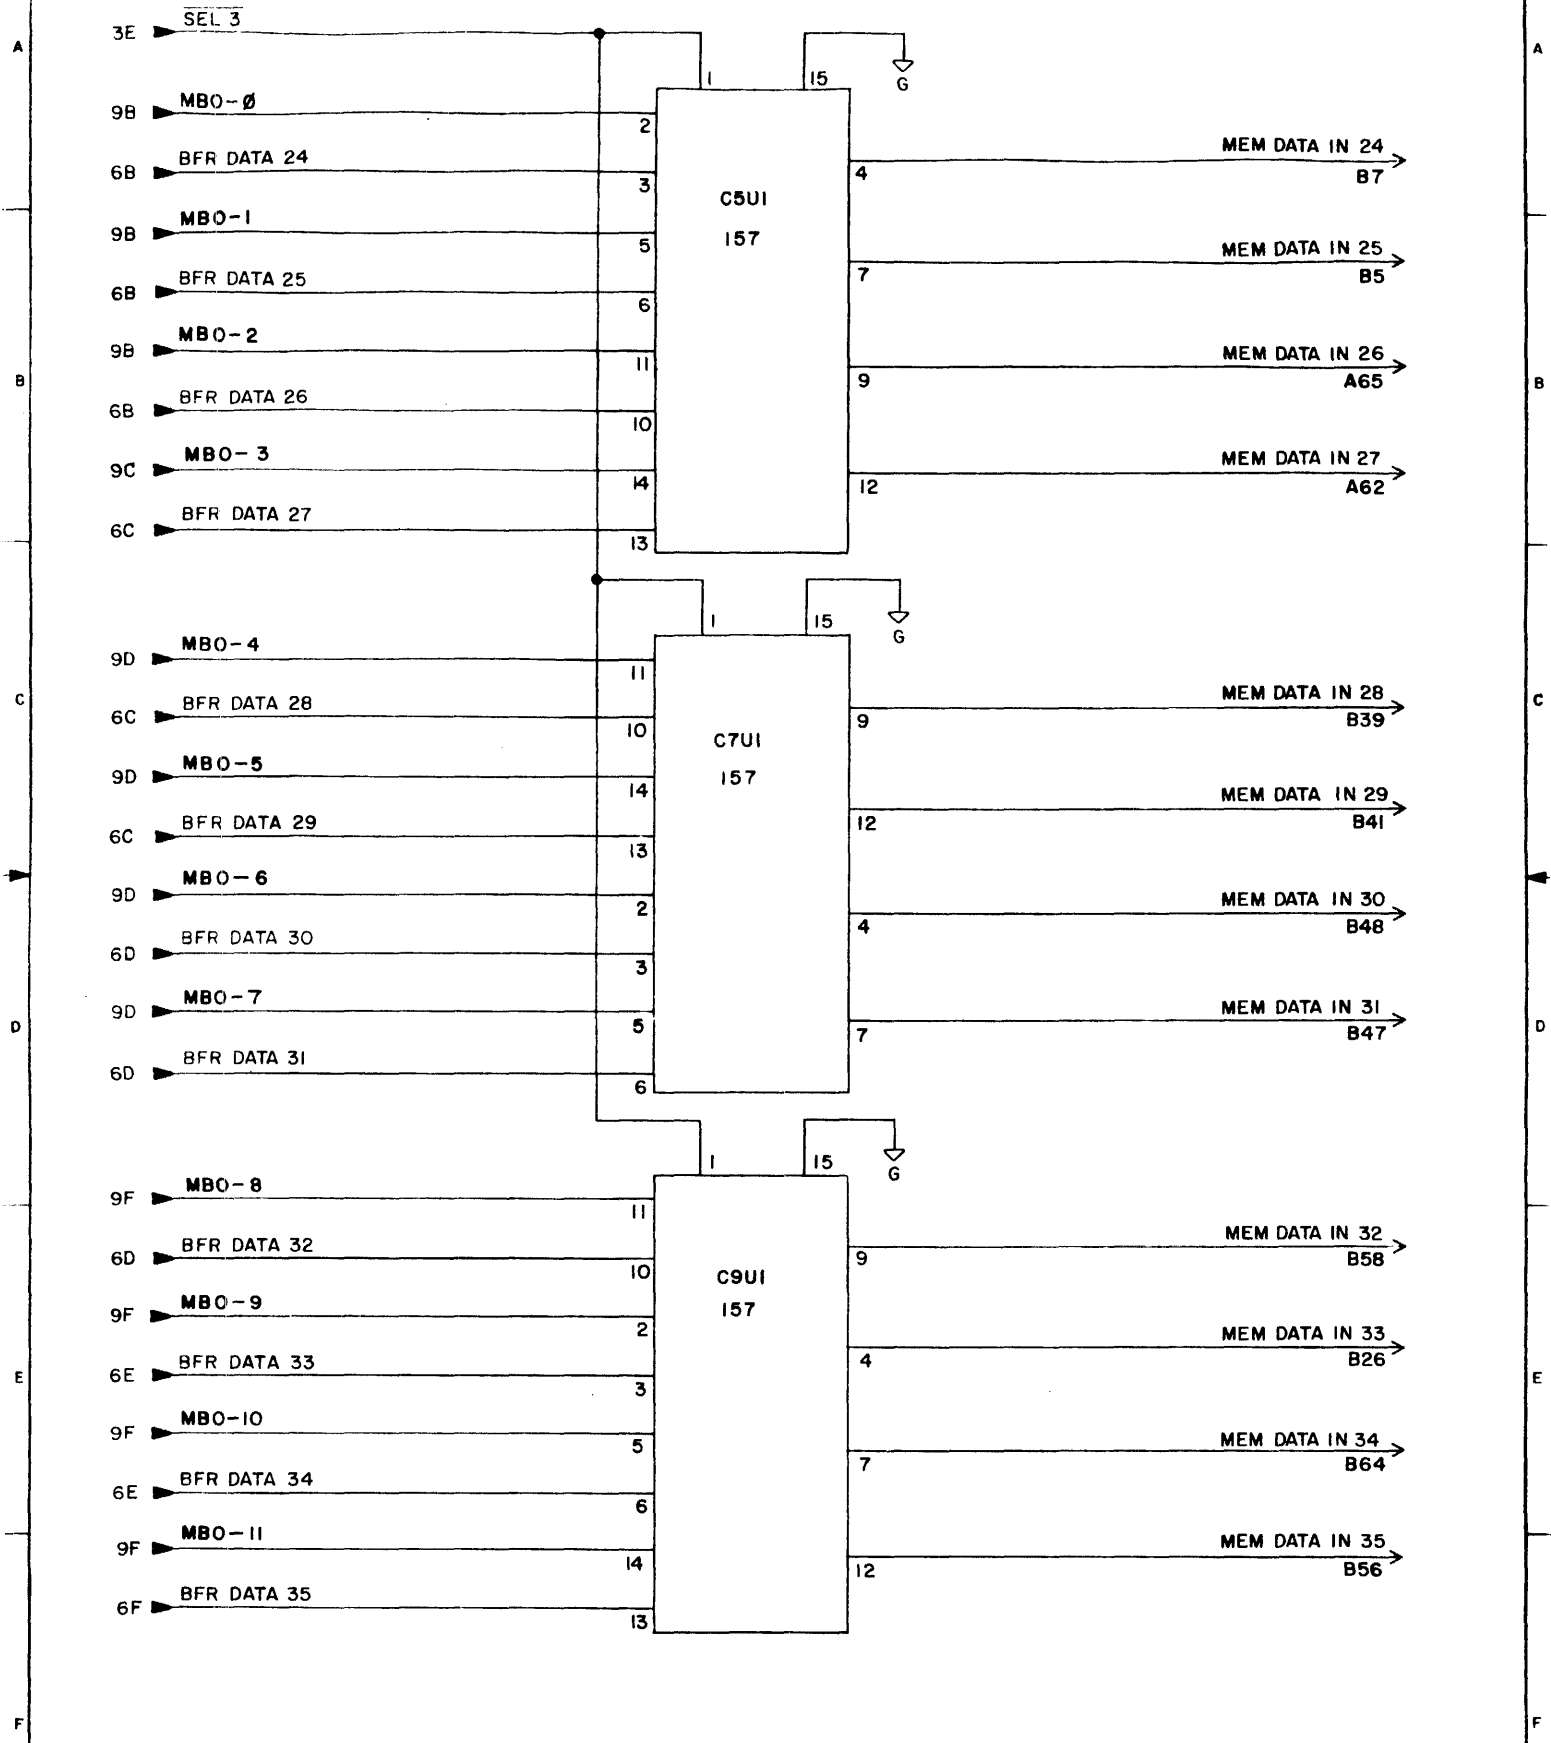 SEL 3
3E
A
A
1
15
G
MBO-Ø
9B
2
BFR DATA 24
6B
3
C5U1
157
MEM DATA IN 24
4
B7
MBO-1
9B
5
BFR DATA 25
6B
6
MEM DATA IN 25
7
B5
MBO-2
9B
11
B
B
MEM DATA IN 26
9
A65
BFR DATA 26
6B
10
MBO-3
9C
14
MEM DATA IN 27
12
A62
BFR DATA 27
6C
13
1
15
G
MBO-4
9D
11
C
C
BFR DATA 28
6C
10
MEM DATA IN 28
9
B39
C7U1
157
MBO-5
9D
14
BFR DATA 29
6C
13
MEM DATA IN 29
12
B41
MBO-6
9D
2
BFR DATA 30
6D
3
MEM DATA IN 30
4
B48
MBO-7
9D
5
D
D
MEM DATA IN 31
7
B47
BFR DATA 31
6D
6
1
15
G
MBO-8
9F
11
BFR DATA 32
6D
10
MEM DATA IN 32
9
B58
C9U1
157
MBO-9
9F
2
BFR DATA 33
6E
3
MEM DATA IN 33
4
B26
E
E
MBO-10
9F
5
BFR DATA 34
6E
6
MEM DATA IN 34
7
B64
MBO-11
9F
14
MEM DATA IN 35
12
B56
BFR DATA 35
6F
13
F
F